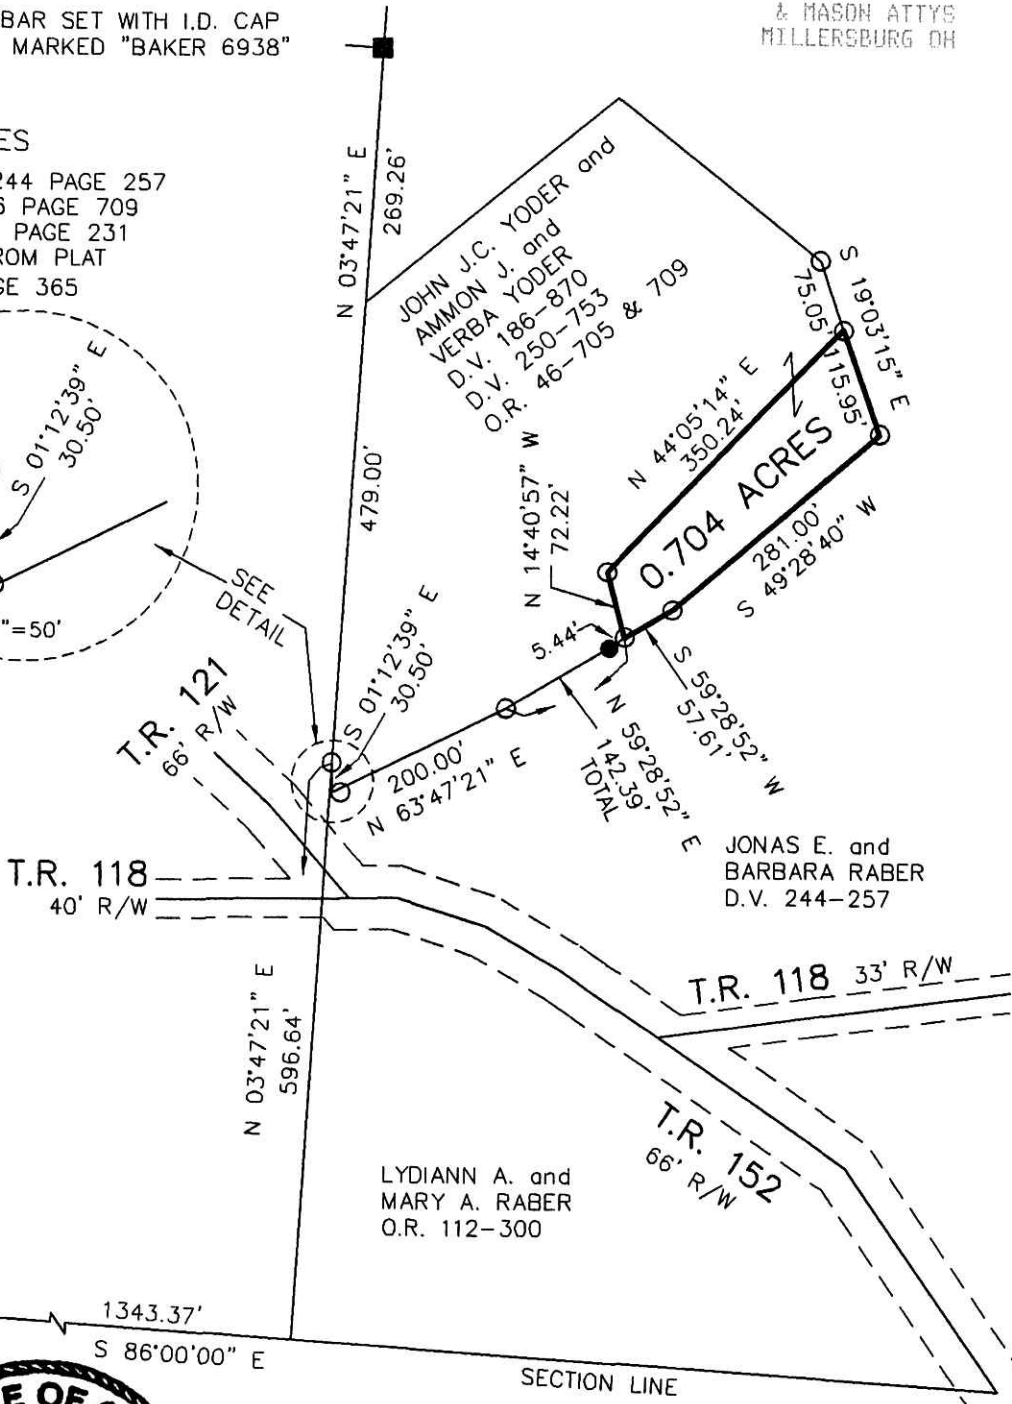 BAR SET WITH I.D. CAP
MARKED "BAKER 6938"
& MASON ATTYS
MILLERSBURG OH
ES
244 PAGE 257
PAGE 709
PAGE 231
ROM PLAT
GE 365
S 01°12'39" E
30.50'
"=50'
SEE
DETAIL
N 03°47'21" E
269.26'
479.00'
JOHN J.C. YODER and
AMMON J. and
VERBA YODER
D.V. 186-870
D.V. 250-753
O.R. 46-705 & 709
S 19°03'15" E
75.05'
115.95'
N 44°05'14" E
350.24'
0.704 ACRES
N 14°40'57" W
72.22'
281.00'
S 49°28'40" W
5.44'
S 59°28'52" W
57.61'
N 59°28'52" E
142.39'
TOTAL
S 01°12'39" E
30.50'
200.00'
N 63°47'21" E
T.R. 121
66' R/W
T.R. 118
40' R/W
JONAS E. and
BARBARA RABER
D.V. 244-257
T.R. 118 33' R/W
N 03°47'21" E
596.64'
T.R. 152
66' R/W
LYDIANN A. and
MARY A. RABER
O.R. 112-300
1343.37'
S 86°00'00" E
SECTION LINE
E OF